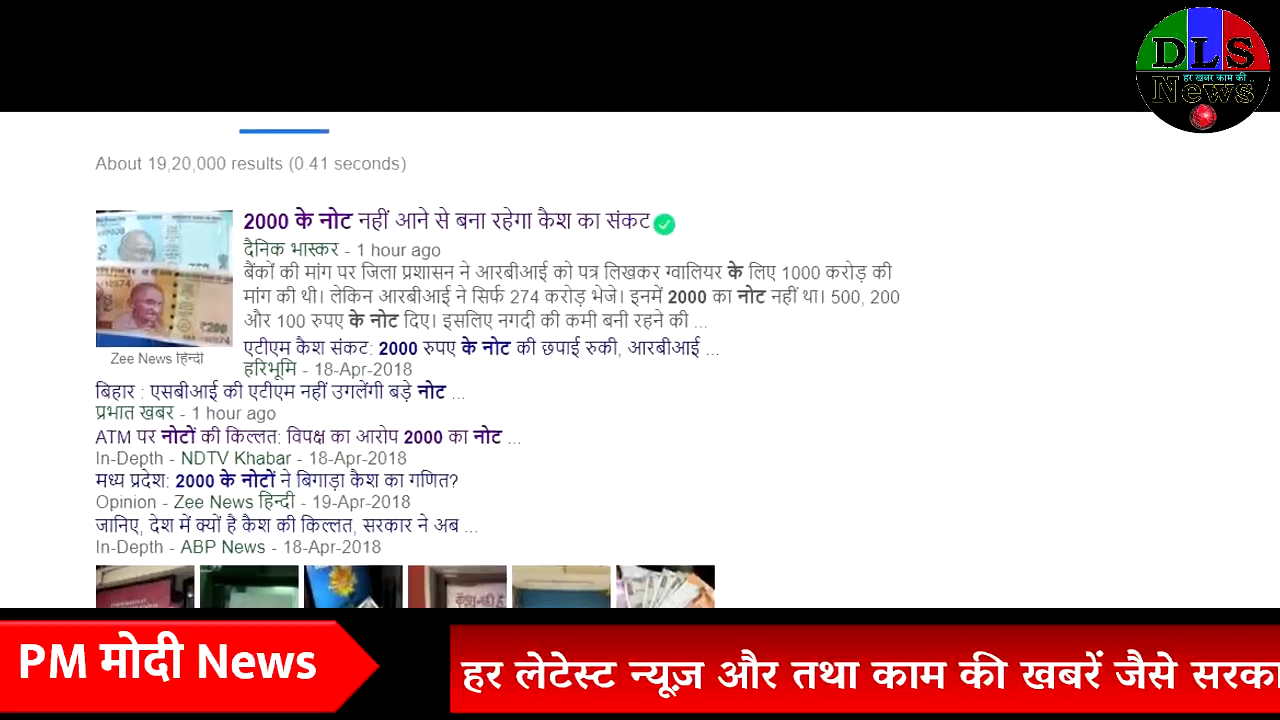 DLS
हर खबर काम की..
News
About 19,20,000 results (0.41 seconds)
2000 के नोट नहीं आने से बना रहेगा कैश का संकट
दैनिक भास्कर - 1 hour ago
बैंकों की मांग पर जिला प्रशासन ने आरबीआई को पत्र लिखकर ग्वालियर के लिए 1000 करोड़ की
मांग की थी। लेकिन आरबीआई ने सिर्फ 274 करोड़ भेजे। इनमें 2000 का नोट नहीं था। 500, 200
और 100 रुपए के नोट दिए। इसलिए नगदी की कमी बनी रहने की ...
Zee News हिन्दी
एटीएम कैश संकट: 2000 रुपए के नोट की छपाई रुकी, आरबीआई ...
हरिभूमि - 18-Apr-2018
बिहार : एसबीआई की एटीएम नहीं उगलेंगी बड़े नोट ...
प्रभात खबर - 1 hour ago
ATM पर नोटों की किल्लत: विपक्ष का आरोप 2000 का नोट ...
In-Depth - NDTV Khabar - 18-Apr-2018
मध्य प्रदेश: 2000 के नोटों ने बिगाड़ा कैश का गणित?
Opinion - Zee News हिन्दी - 19-Apr-2018
जानिए, देश में क्यों है कैश की किल्लत, सरकार ने अब ...
In-Depth - ABP News - 18-Apr-2018
PM मोदी News
हर लेटेस्ट न्यूज़ और तथा काम की खबरें जैसे सरका